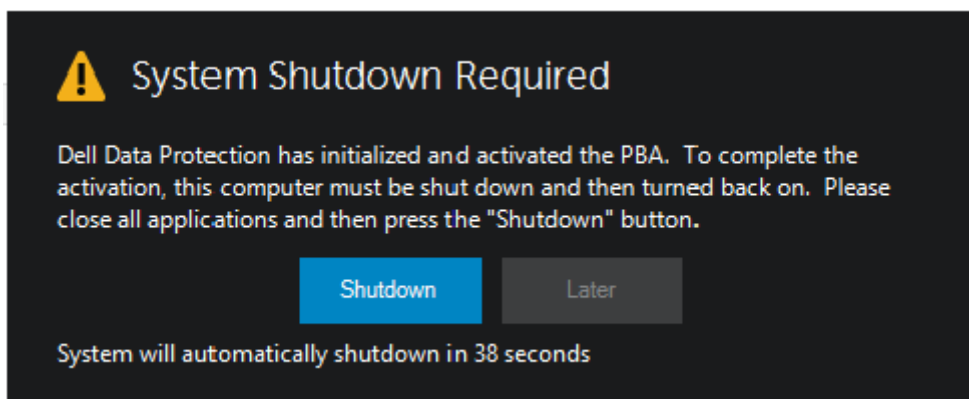 System Shutdown Required
Dell Data Protection has initialized and activated the PBA.  To complete the
activation, this computer must be shut down and then turned back on.  Please
close all applications and then press the "Shutdown" button.
Shutdown
Later
System will automatically shutdown in 38 seconds